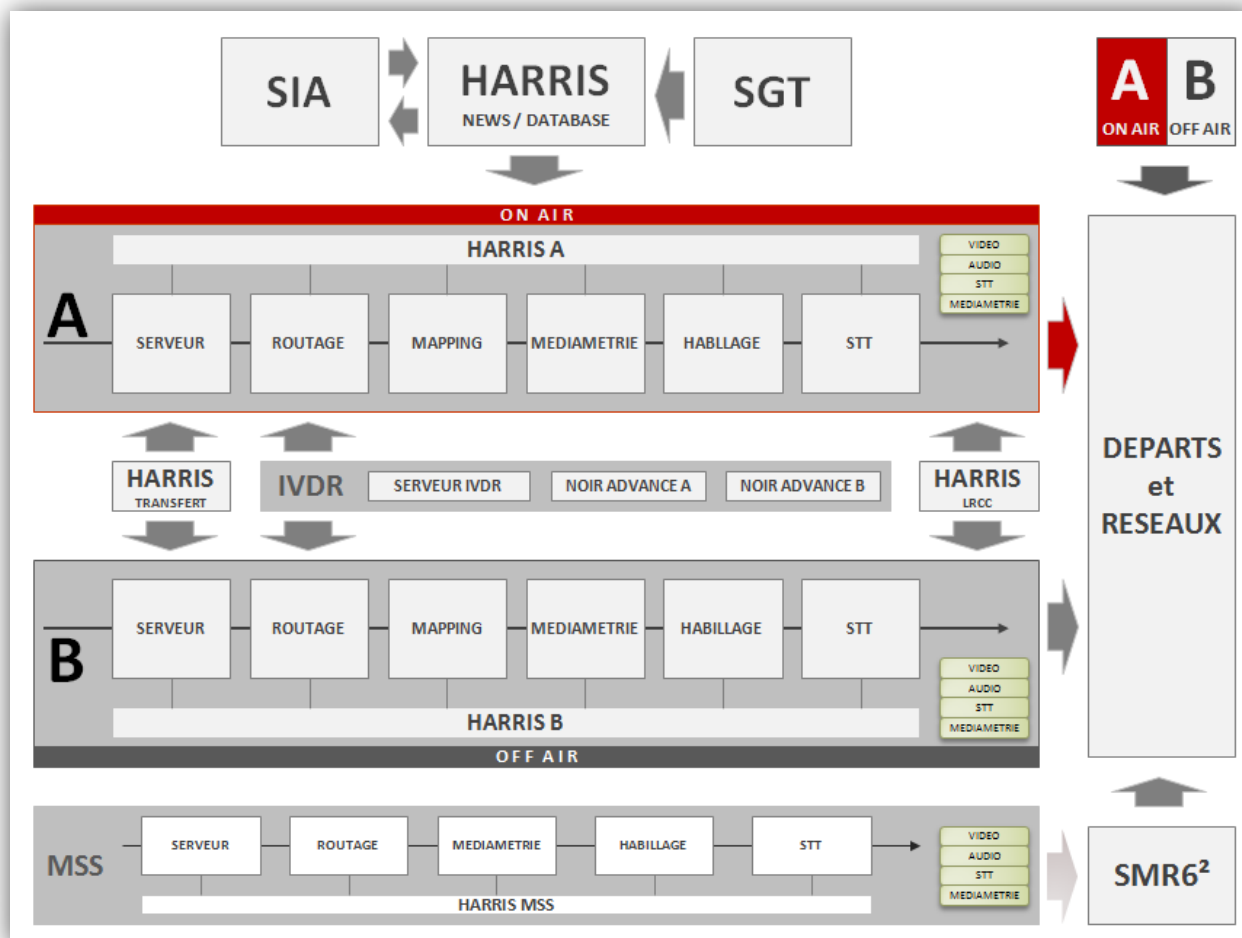 SIA
HARRIS
NEWS / DATABASE
SGT
A
ON AIR
B
OFF AIR
ON AIR
HARRIS A
VIDEO
AUDIO
STT
MEDIAMETRIE
A
SERVEUR
ROUTAGE
MAPPING
MEDIAMETRIE
HABLLAGE
STT
HARRIS
TRANSFERT
IVDR
SERVEUR IVDR
NOIR ADVANCE A
NOIR ADVANCE B
HARRIS
LRCC
DEPARTS
et
RESEAUX
B
SERVEUR
ROUTAGE
MAPPING
MEDIAMETRIE
HABILLAGE
STT
VIDEO
AUDIO
STT
MEDIAMETRIE
HARRIS B
OFF AIR
MSS
SERVEUR
ROUTAGE
MEDIAMETRIE
HABILLAGE
STT
VIDEO
AUDIO
STT
MEDIAMETRIE
HARRIS MSS
SMR6²